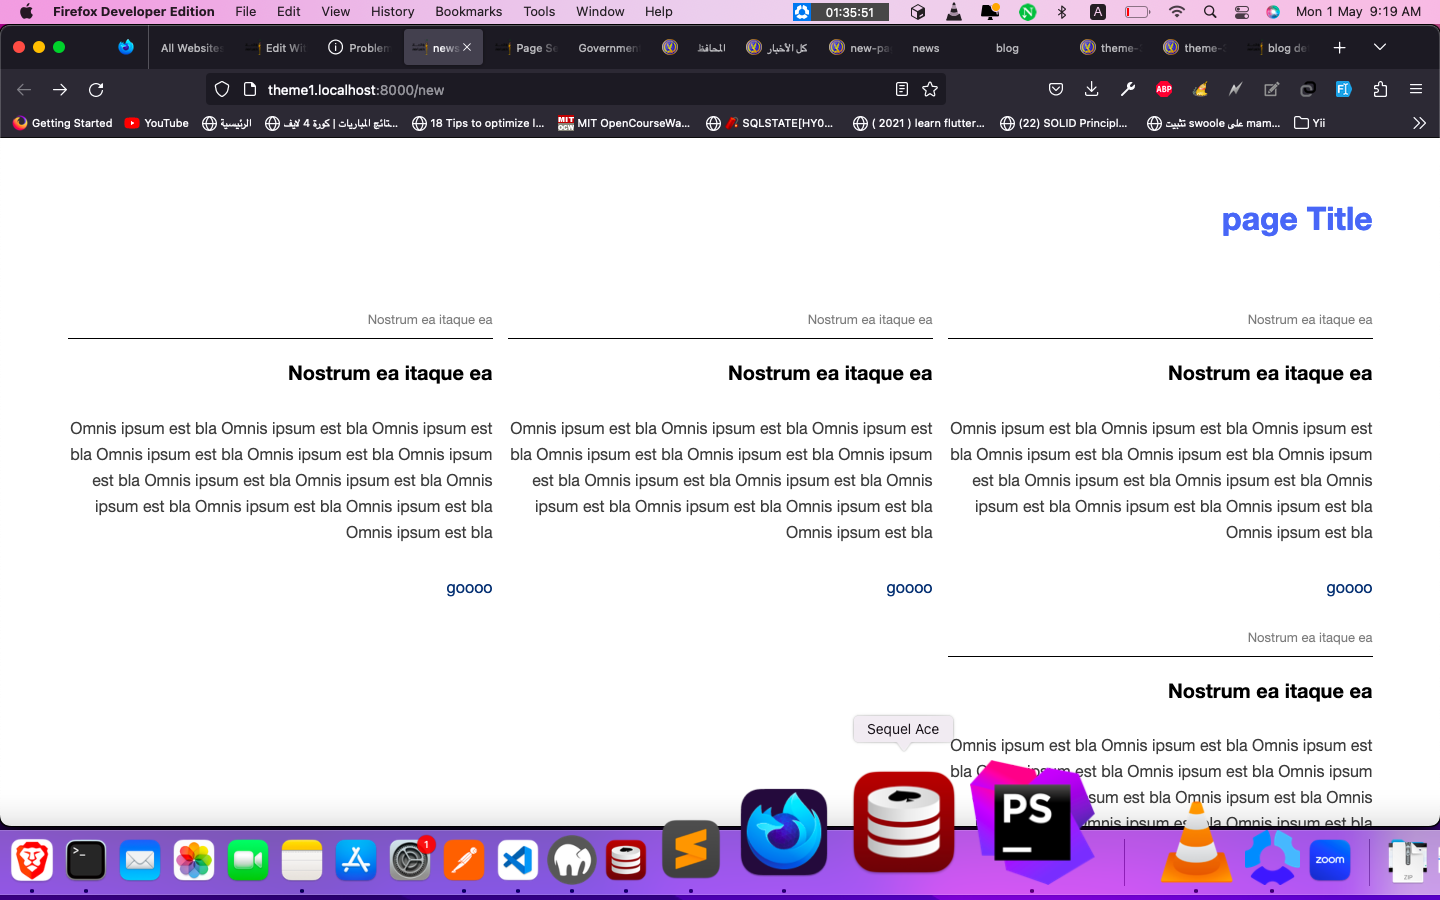 Firefox Developer Edition File Edit View History Bookmarks Tools Window Help 01:35:51 A Mon 1 May 9:19 AM
All Website Edit Wit Problem news Page Se Governmen المحافظ كل الأخبار new-pa news blog theme- theme- blog de
theme1.localhost:8000/new ABP
Getting Started YouTube الرئيسية نتائج المباريات | كورة 4 لايف... 18 Tips to optimize l... MIT OpenCourseWa... SQLSTATE[HY0... ( 2021 ) learn flutter... (22) SOLID Principl... تثبيت swoole على mam... Yii
page Title
Nostrum ea itaque ea
Nostrum ea itaque ea
Omnis ipsum est bla Omnis ipsum est bla Omnis ipsum est
bla Omnis ipsum est bla Omnis ipsum est bla Omnis ipsum
est bla Omnis ipsum est bla Omnis ipsum est bla Omnis
ipsum est bla Omnis ipsum est bla Omnis ipsum est bla
Omnis ipsum est bla
goooo
Nostrum ea itaque ea
Nostrum ea itaque ea
Omnis ipsum est bla Omnis ipsum est bla Omnis ipsum est
bla Omnis ipsum est bla Omnis ipsum est bla Omnis ipsum
est bla Omnis ipsum est bla Omnis ipsum est bla Omnis
ipsum est bla Omnis ipsum est bla Omnis ipsum est bla
Omnis ipsum est bla
goooo
Nostrum ea itaque ea
Nostrum ea itaque ea
Omnis ipsum est bla Omnis ipsum est bla Omnis ipsum est
bla Omnis ipsum est bla Omnis ipsum est bla Omnis ipsum
est bla Omnis ipsum est bla Omnis ipsum est bla Omnis
ipsum est bla Omnis ipsum est bla Omnis ipsum est bla
Omnis ipsum est bla
goooo
Nostrum ea itaque ea
Nostrum ea itaque ea
Omnis ipsum est bla Omnis ipsum est bla Omnis ipsum est
bla est bla Omnis ipsum est bla Omnis ipsum
est bla Omnis ipsum est bla Omnis
ipsum est bla
Sequel Ace
PS
1
zoom
ZIP